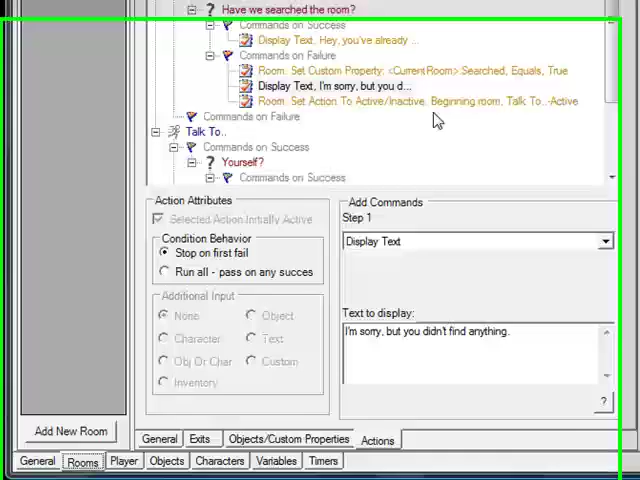 Have we searched the room?
Commands on Success
Display Text. Hey, you've already ...
Commands on Failure
Room. Set Custom Property: <CurrentRoom>.Searched, Equals, True
Display Text, I'm sorry, but you d...
Room. Set Action To Active/Inactive. Beginning room, Talk To..-Active
Commands on Failure
Talk To..
Commands on Success
Yourself?
Commands on Success
Action Attributes
Selected Action Initially Active
Condition Behavior
Stop on first fail
Run all - pass on any succes
Additional Input
None
Object
Character
Text
Obj Or Char
Custom
Inventory
Add Commands
Step 1
Display Text
Text to display:
I'm sorry, but you didn't find anything.
?
Add New Room
General
Exits
Objects/Custom Properties
Actions
General
Rooms
Player
Objects
Characters
Variables
Timers